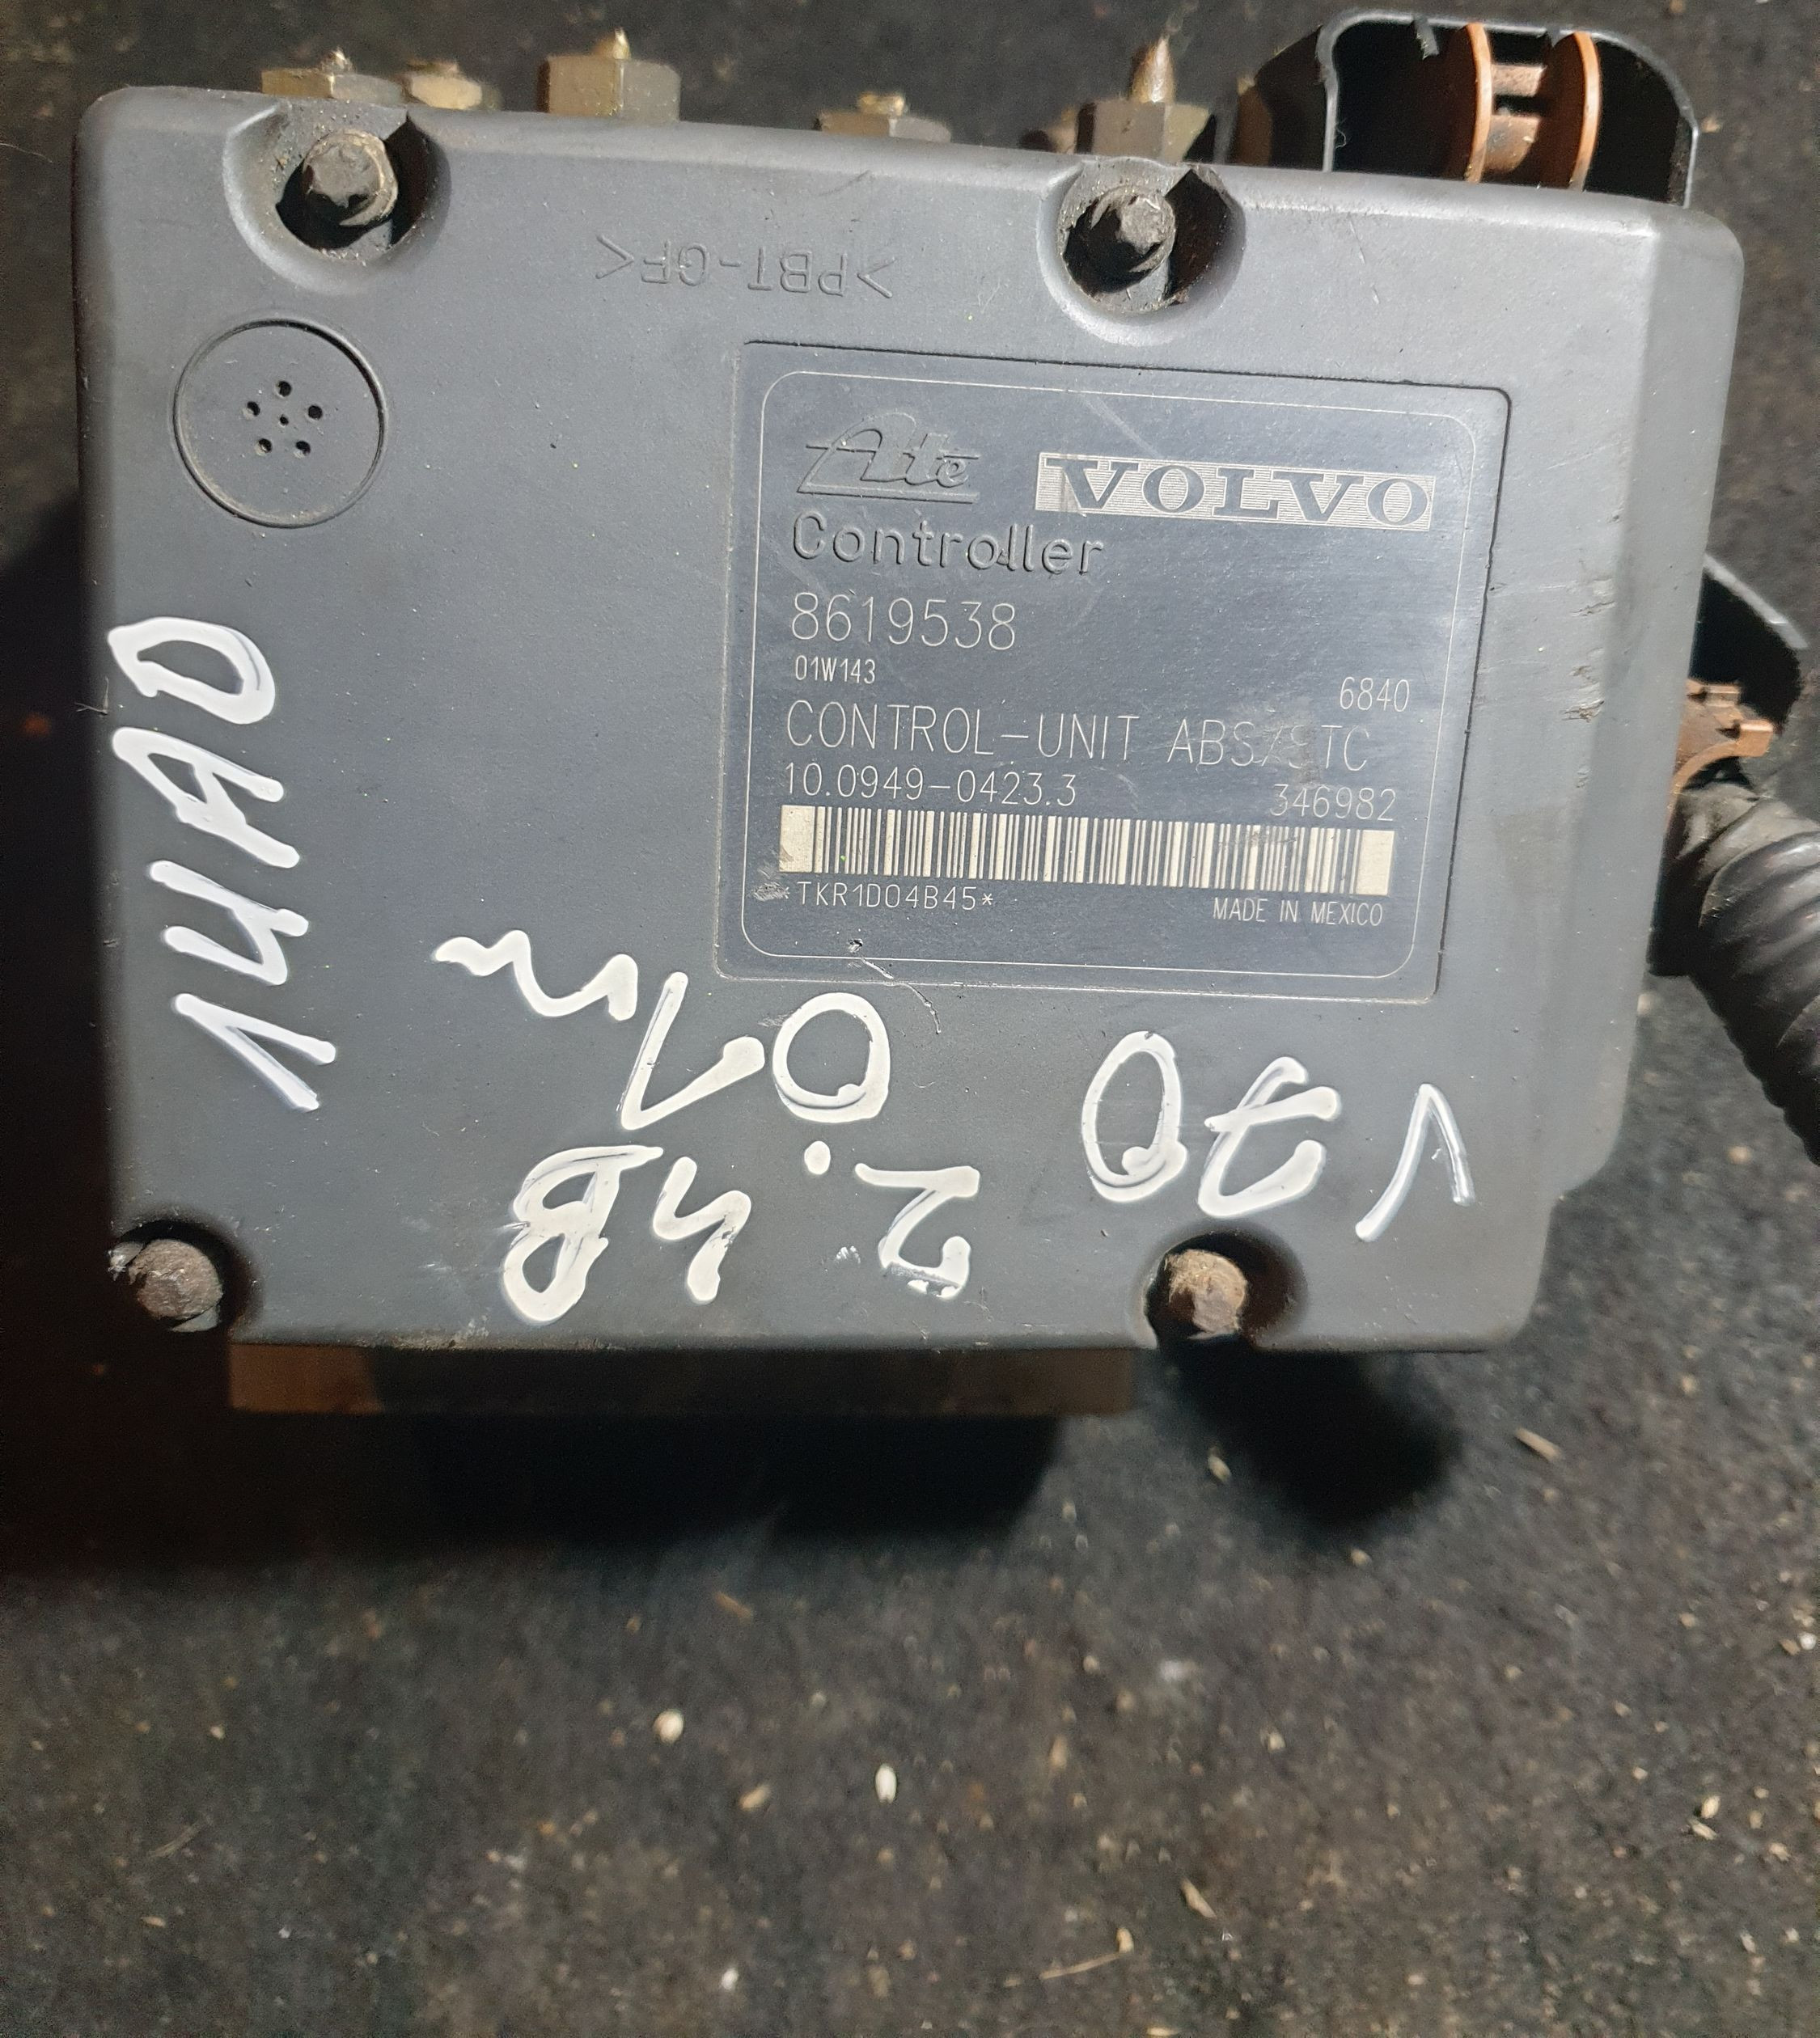 >PBT-GF<
Ate VOLVO
Controller
8619538
01W143 6840
CONTROL-UNIT ABS/STC
10.0949-0423.3 346982
*TKR1D04B45*
MADE IN MEXICO
V70
01
2.4B